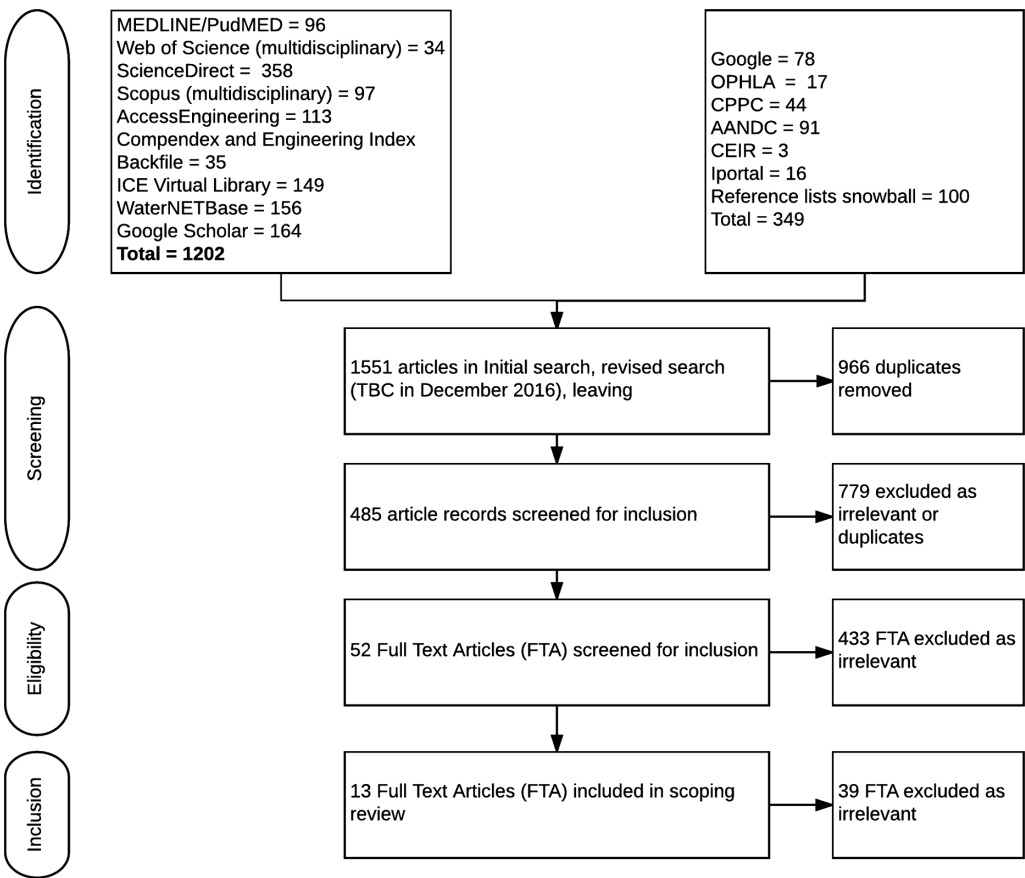 Identification
MEDLINE/PudMED = 96
Web of Science (multidisciplinary) = 34
ScienceDirect = 358
Scopus (multidisciplinary) = 97
AccessEngineering = 113
Compendex and Engineering Index
Backfile = 35
ICE Virtual Library = 149
WaterNETBase = 156
Google Scholar = 164
Total = 1202
Google = 78
OPHLA = 17
CPPC = 44
AANDC = 91
CEIR = 3
Iportal = 16
Reference lists snowball = 100
Total = 349
Screening
1551 articles in Initial search, revised search
(TBC in December 2016), leaving
966 duplicates
removed
485 article records screened for inclusion
779 excluded as
irrelevant or
duplicates
Eligibility
52 Full Text Articles (FTA) screened for inclusion
433 FTA excluded as
irrelevant
Inclusion
13 Full Text Articles (FTA) included in scoping
review
39 FTA excluded as
irrelevant